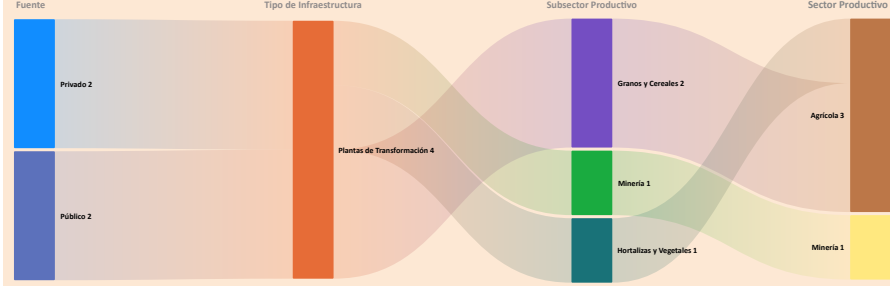 Fuente
Tipo de Infraestructura
Subsector Productivo
Sector Productivo
Privado 2
Público 2
Plantas de Transformación 4
Granos y Cereales 2
Minería 1
Hortalizas y Vegetales 1
Agrícola 3
Minería 1